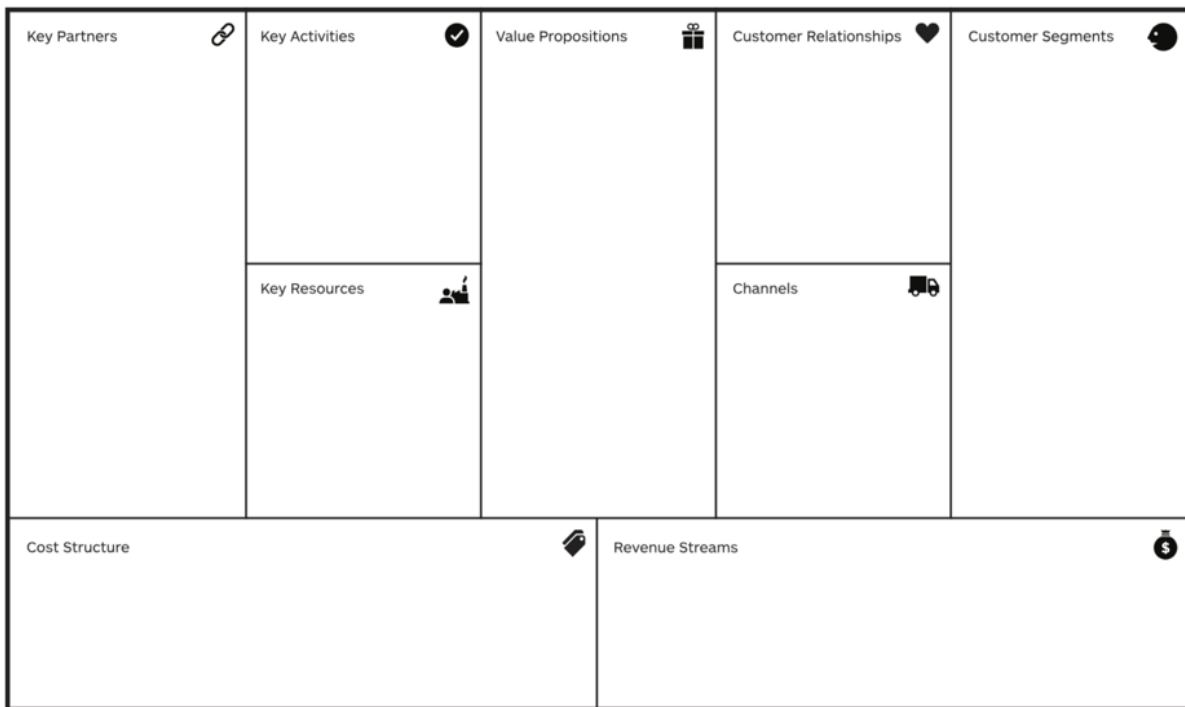 Key Partners
Key Activities
Value Propositions
Customer Relationships
Customer Segments
Key Resources
Channels
Cost Structure
Revenue Streams
$